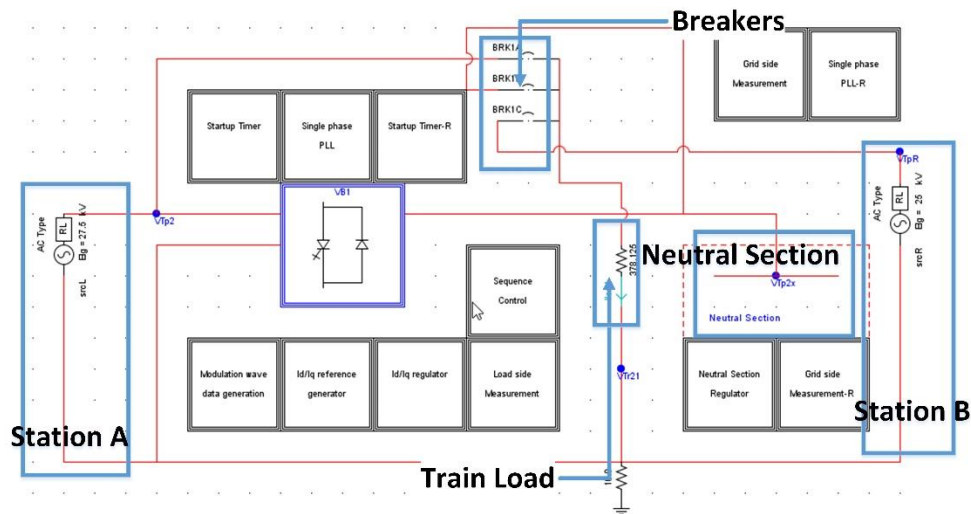 Breakers
BRK1A
BRK1C
Grid side
Measurement
Single phase
PLL-R
Startup Timer
Single phase
PLL
Startup Timer-R
VTpR
VB1
VTp2
AC Type
RL
Eg = 27.5 kV
srcL
AC Type
RL
Eg = 25 kV
srcR
378.125
Neutral Section
VTp2x
Neutral Section
Sequence
Control
Modulation wave
data generation
Id/Iq reference
generator
Id/Iq regulator
Load side
Measurement
VTr21
Neutral Section
Regulator
Grid side
Measurement-R
Station A
Station B
Train Load